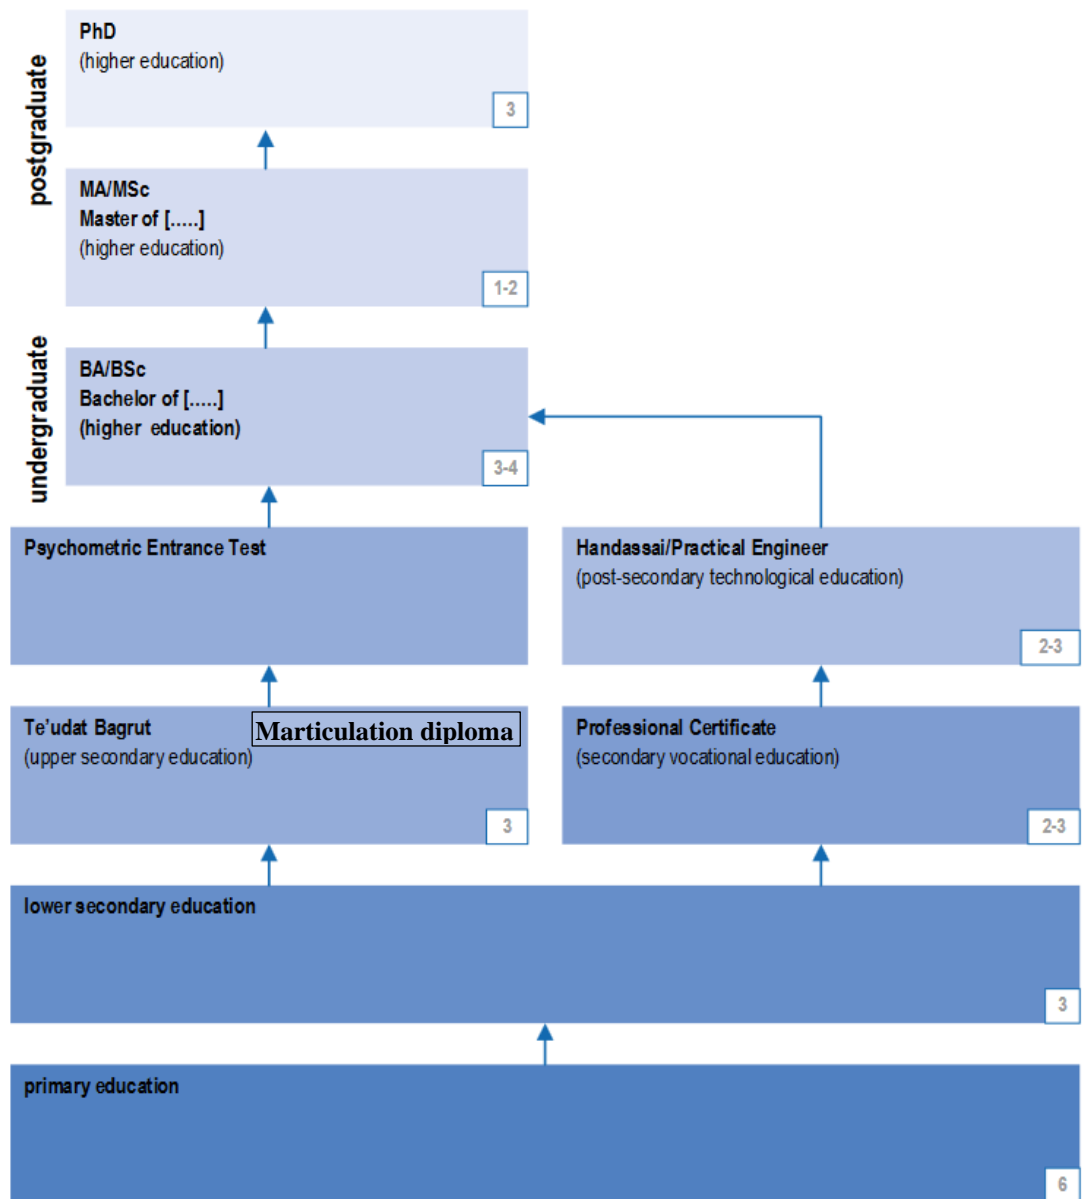 postgraduate
PhD
(higher education)
3
MA/MSc
Master of [.....]
(higher education)
1-2
undergraduate
BA/BSc
Bachelor of [.....]
(higher education)
3-4
Psychometric Entrance Test
Handassai/Practical Engineer
(post-secondary technological education)
2-3
Te'udat Bagrut
(upper secondary education)
Marticulation diploma
3
Professional Certificate
(secondary vocational education)
2-3
lower secondary education
3
primary education
6